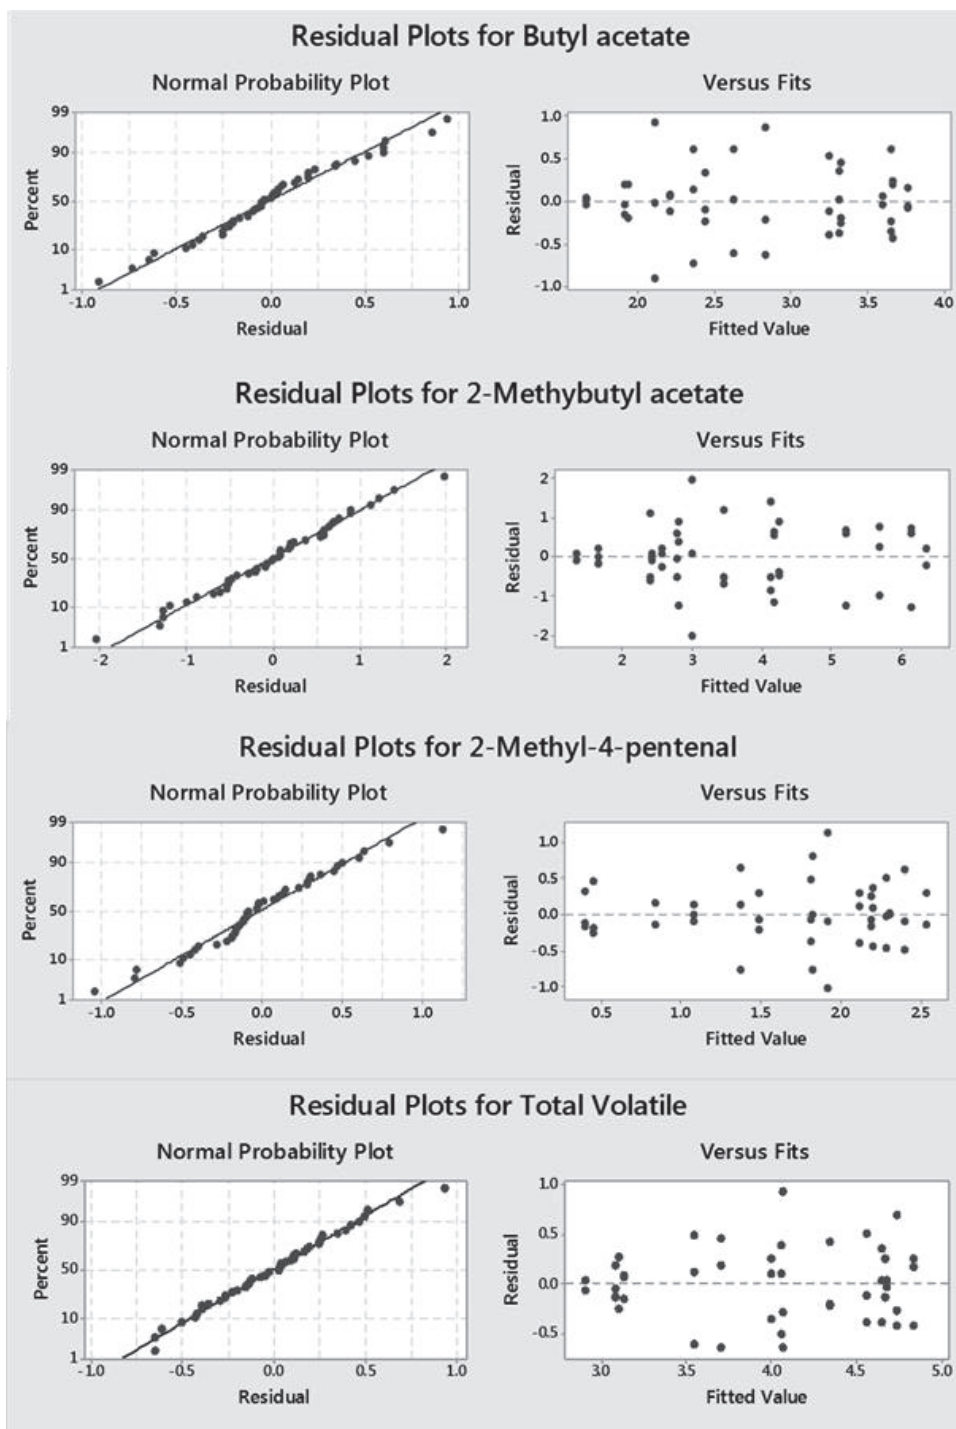 Residual Plots for Butyl acetate
Normal Probability Plot
Versus Fits
99
90
50
10
1
Percent
-1.0
-0.5
0.0
0.5
1.0
Residual
1.0
0.5
0.0
-0.5
-1.0
Residual
2.0
2.5
3.0
3.5
4.0
Fitted Value
Residual Plots for 2-Methybutyl acetate
Normal Probability Plot
Versus Fits
99
90
50
10
1
Percent
-2
-1
0
1
2
Residual
2
1
0
-1
-2
Residual
2
3
4
5
6
Fitted Value
Residual Plots for 2-Methyl-4-pentenal
Normal Probability Plot
Versus Fits
99
90
50
10
1
Percent
-1.0
-0.5
0.0
0.5
1.0
Residual
1.0
0.5
0.0
-0.5
-1.0
Residual
0.5
1.0
1.5
2.0
2.5
Fitted Value
Residual Plots for Total Volatile
Normal Probability Plot
Versus Fits
99
90
50
10
1
Percent
-1.0
-0.5
0.0
0.5
1.0
Residual
1.0
0.5
0.0
-0.5
Residual
3.0
3.5
4.0
4.5
5.0
Fitted Value